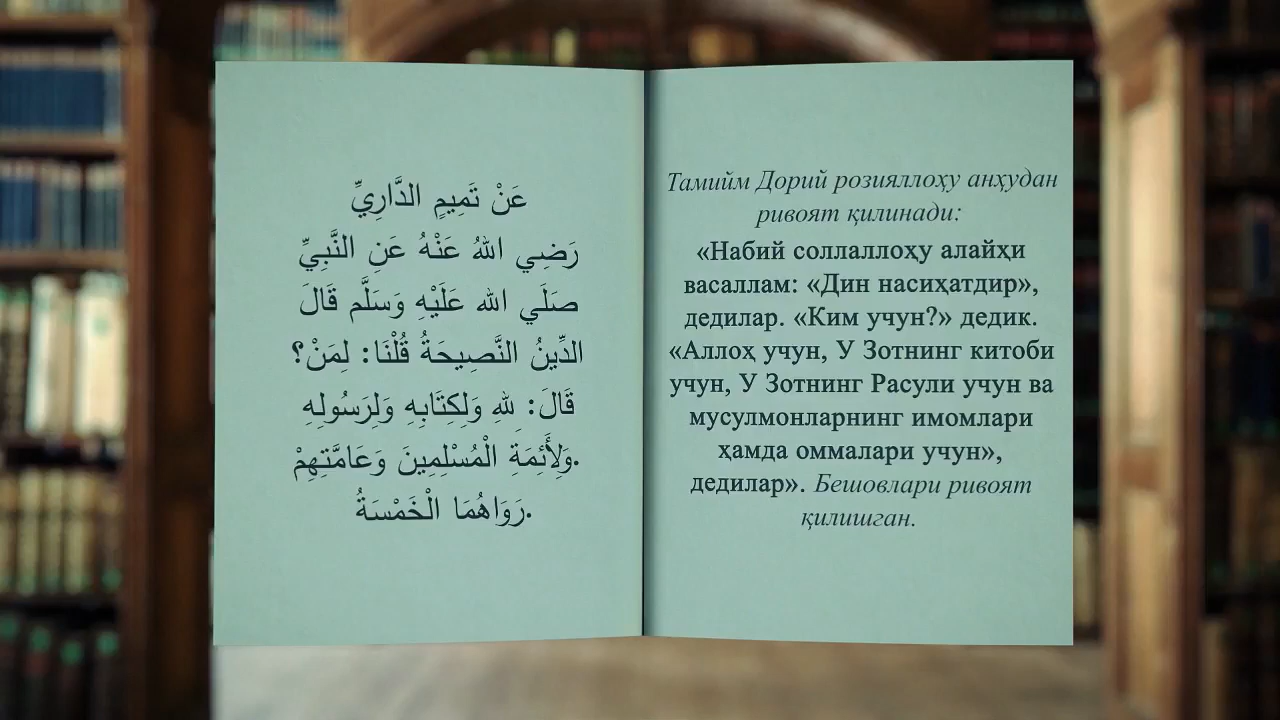 عَنْ تَمِيمٍ الدَّارِيِّ
رَضِي اللهُ عَنْهُ عَنِ النَّبِيِّ
صَلَي الله عَلَيْهِ وَسَلَّم قَالَ
الدِّينُ النَّصِيحَةُ قُلْنَا: لِمَنْ؟
قَالَ: لِلهِ وَلِكِتَابِهِ وَلِرَسُولِهِ
وَلِأَئِمَةِ الْمُسْلِمِينَ وَعَامَّتِهِمْ.
رَوَاهُمَا الْخَمْسَةُ.
Тамийм Дорий розияллоҳу анҳудан
ривоят қилинади:
«Набий соллаллоҳу алайҳи
васаллам: «Дин насиҳатдир»,
дедилар. «Ким учун?» дедик.
«Аллоҳ учун, У Зотнинг китоби
учун, У Зотнинг Расули учун ва
мусулмонларнинг имомлари
ҳамда оммалари учун»,
дедилар». Бешовлари ривоят
қилишган.